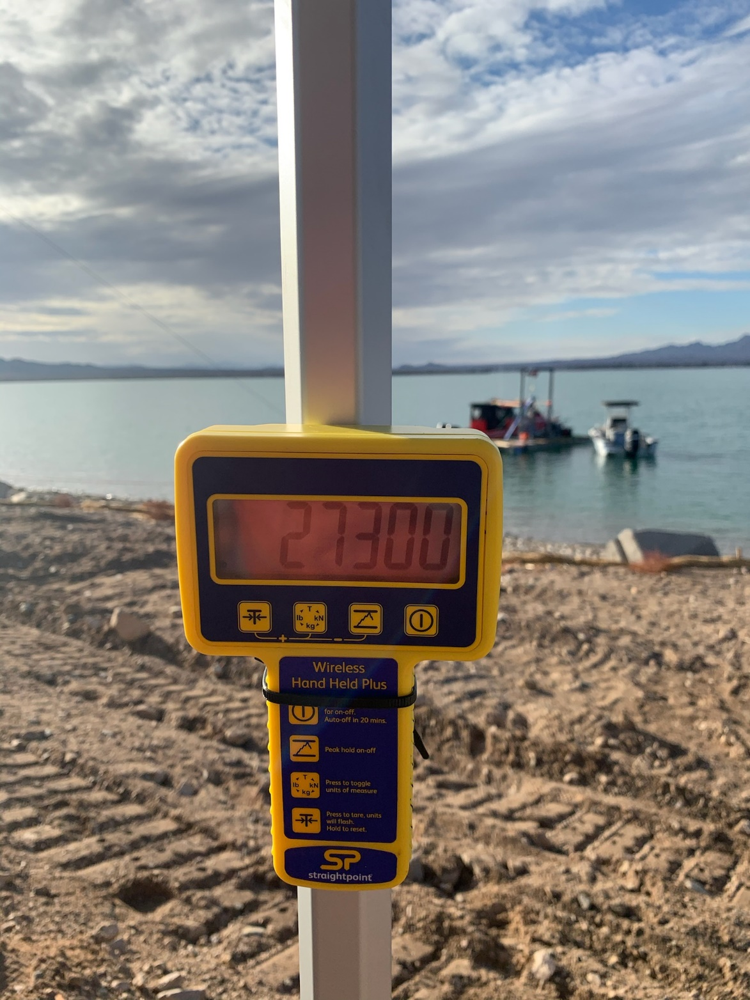 27300
T
lb kN
kg
+ -
Wireless
Hand Held Plus
for on-off.
Auto-off in 20 mins.
Peak hold on-off
T
lb kN
kg
Press to toggle
units of measure
Press to tare, units
will flash.
Hold to reset.
SP
straightpoint